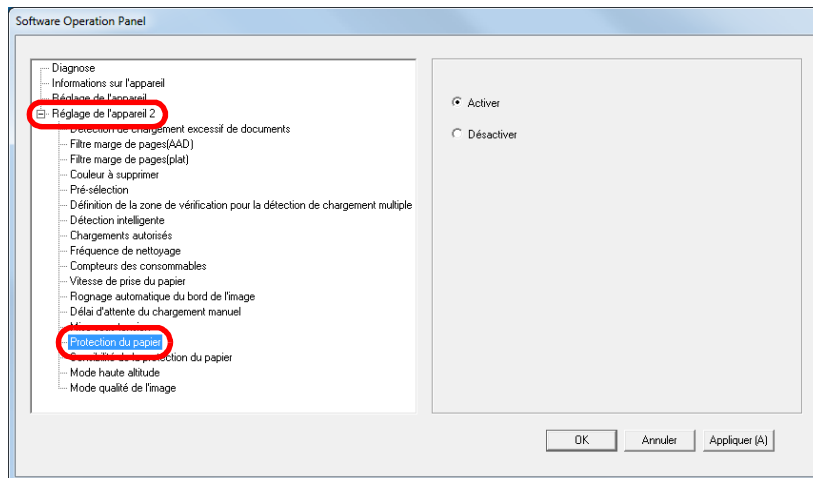 Software Operation Panel
Diagnose
Informations sur l'appareil
Réglage de l'appareil
Réglage de l'appareil 2
Détection de chargement excessif de documents
Filtre marge de pages(AAD)
Filtre marge de pages(plat)
Couleur à supprimer
Pré-sélection
Définition de la zone de vérification pour la détection de chargement multiple
Détection intelligente
Chargements autorisés
Fréquence de nettoyage
Compteurs des consommables
Vitesse de prise du papier
Rognage automatique du bord de l'image
Délai d'attente du chargement manuel
Mise sous tension
Protection du papier
Sensibilité de la protection du papier
Mode haute altitude
Mode qualité de l'image
Activer
Désactiver
OK
Annuler
Appliquer (A)